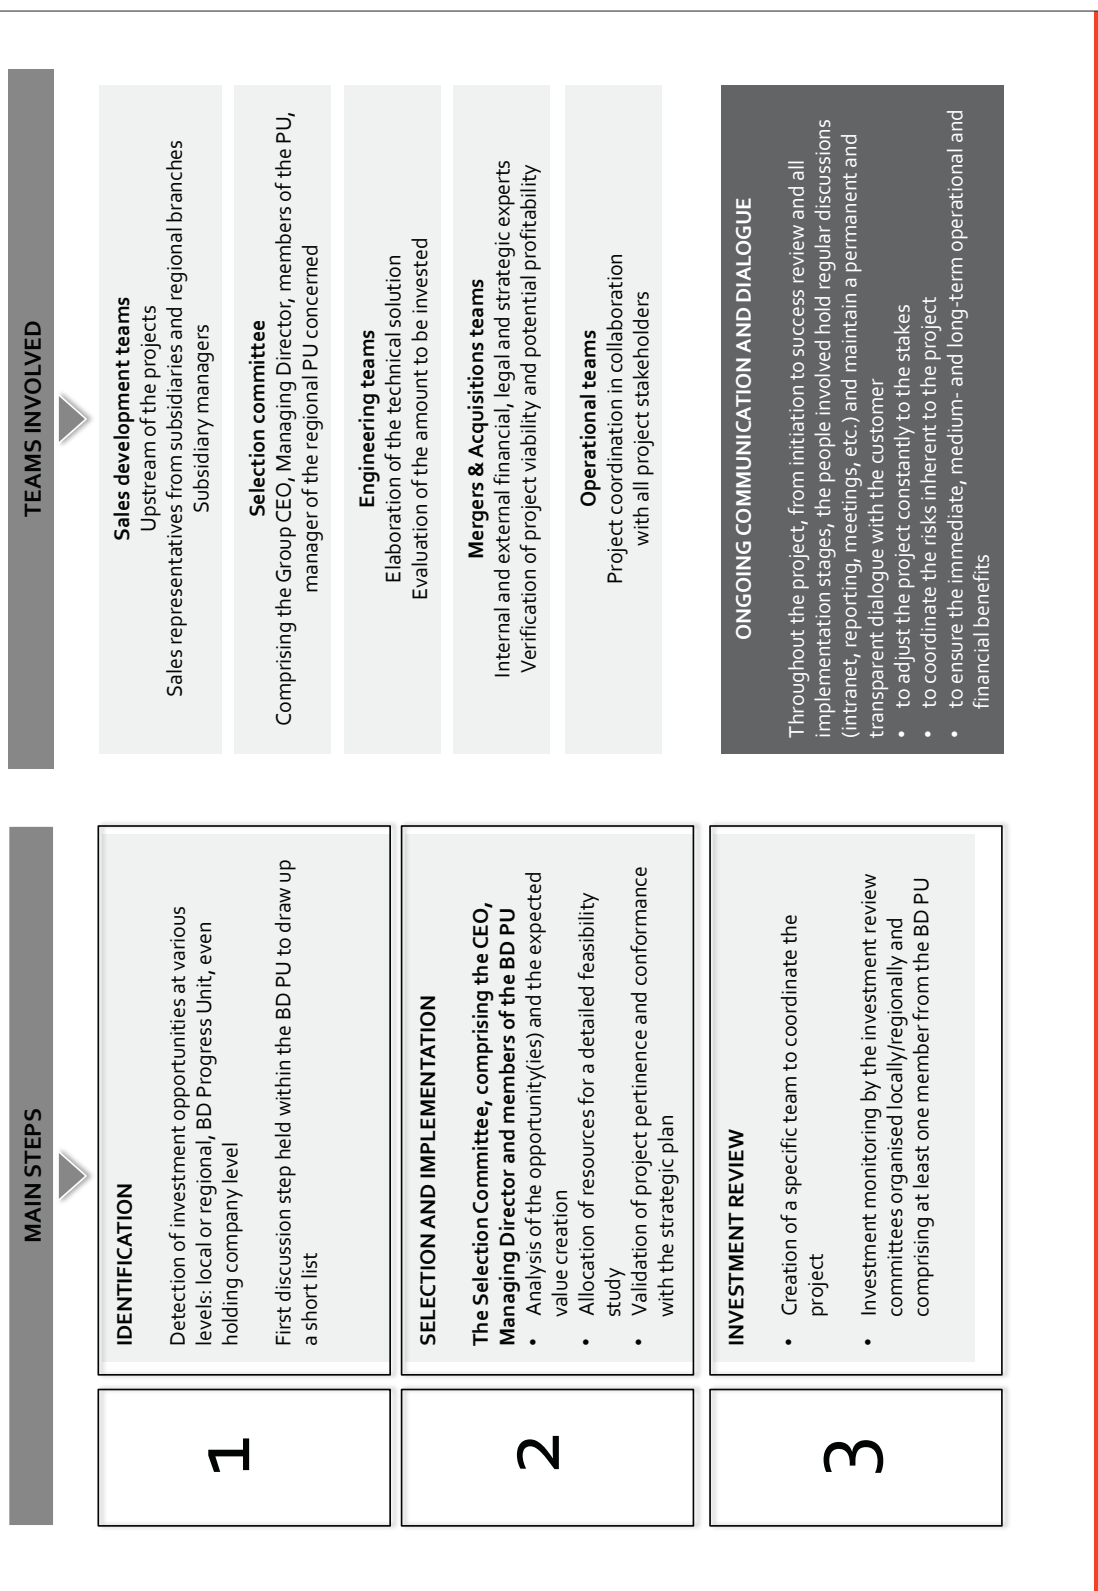 MAIN STEPS
1
IDENTIFICATION
Detection of investment opportunities at various
levels: local or regional, BD Progress Unit, even
holding company level
First discussion step held within the BD PU to draw up
a short list
2
SELECTION AND IMPLEMENTATION
The Selection Committee, comprising the CEO,
Managing Director and members of the BD PU
• Analysis of the opportunity(ies) and the expected
value creation
• Allocation of resources for a detailed feasibility
study
• Validation of project pertinence and conformance
with the strategic plan
3
INVESTMENT REVIEW
• Creation of a specific team to coordinate the
project
• Investment monitoring by the investment review
committees organised locally/regionally and
comprising at least one member from the BD PU
TEAMS INVOLVED
Sales development teams
Upstream of the projects
Sales representatives from subsidiaries and regional branches
Subsidiary managers
Selection committee
Comprising the Group CEO, Managing Director, members of the PU,
manager of the regional PU concerned
Engineering teams
Elaboration of the technical solution
Evaluation of the amount to be invested
Mergers & Acquisitions teams
Internal and external financial, legal and strategic experts
Verification of project viability and potential profitability
Operational teams
Project coordination in collaboration
with all project stakeholders
ONGOING COMMUNICATION AND DIALOGUE
Throughout the project, from initiation to success review and all
implementation stages, the people involved hold regular discussions
(intranet, reporting, meetings, etc.) and maintain a permanent and
transparent dialogue with the customer
• to adjust the project constantly to the stakes
• to coordinate the risks inherent to the project
• to ensure the immediate, medium- and long-term operational and
financial benefits